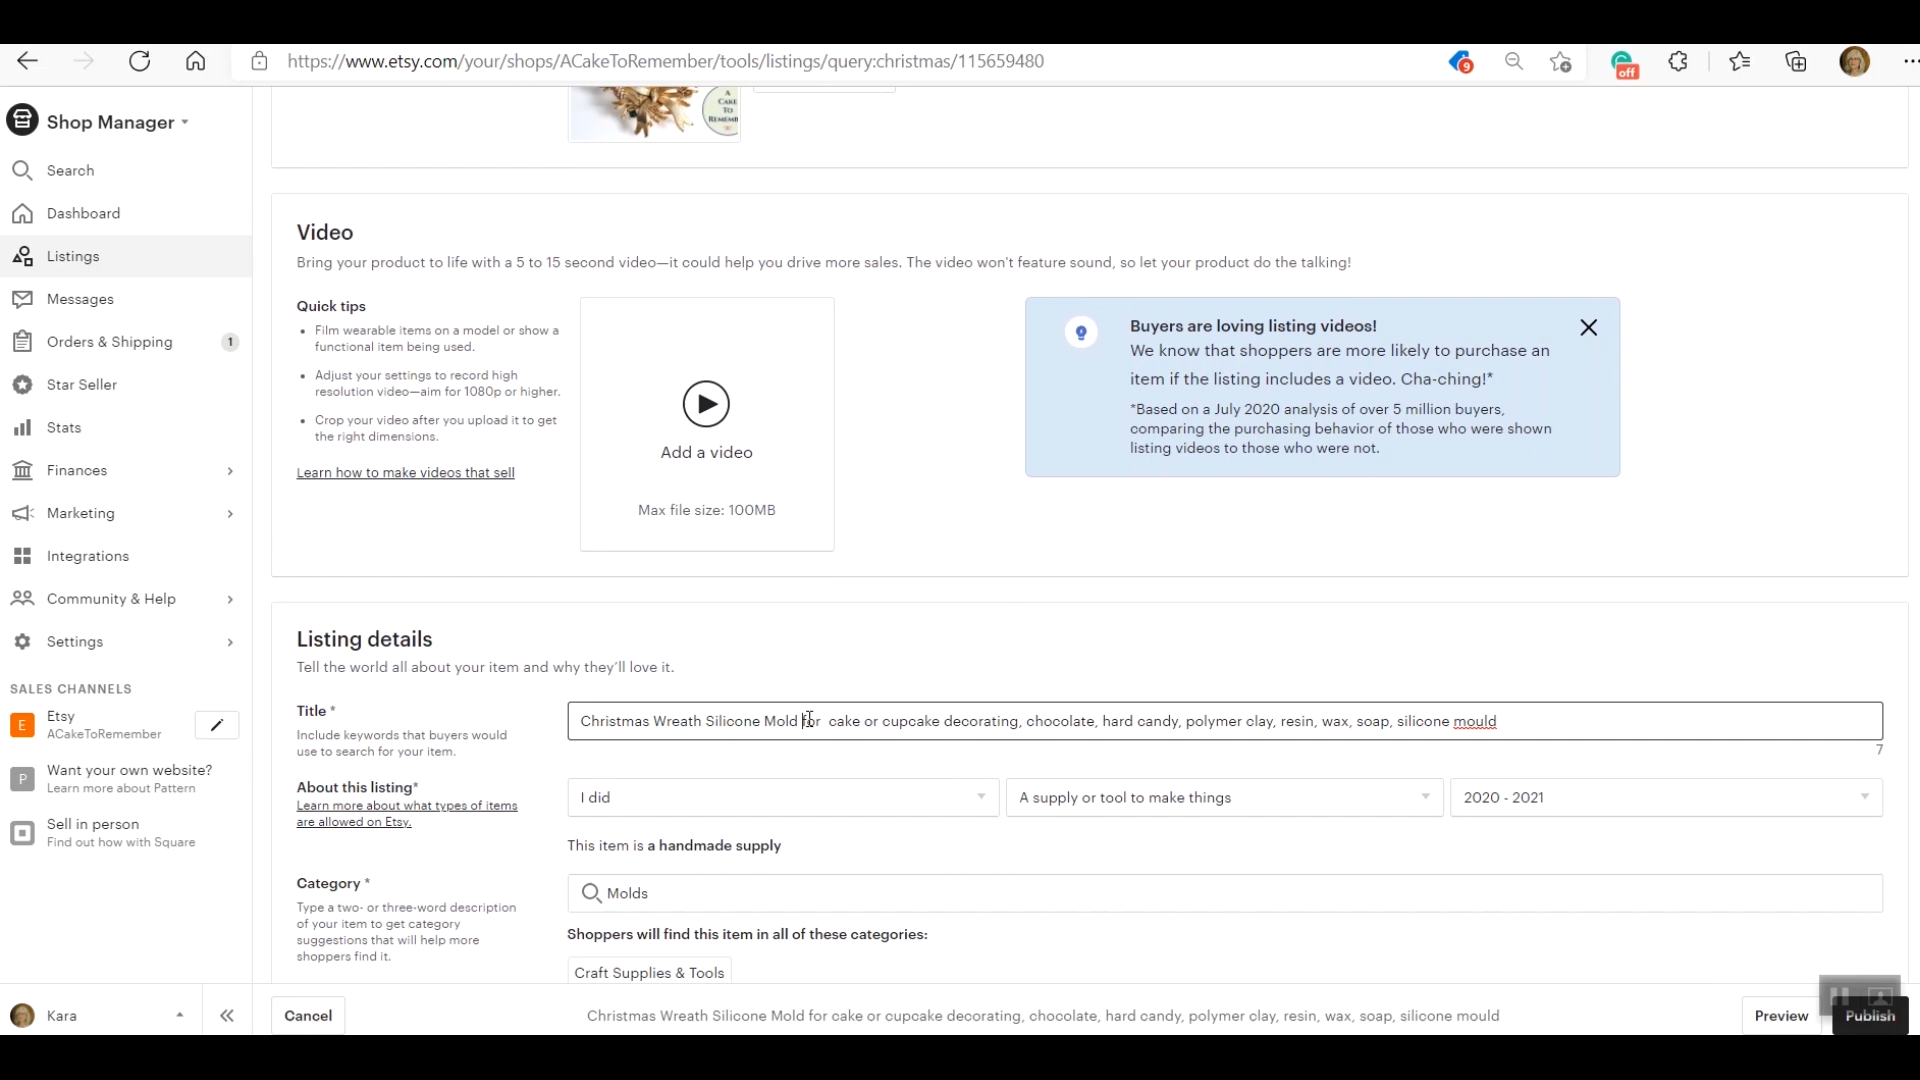 https://www.etsy.com/your/shops/ACakeToRemember/tools/listings/query:christmas/115659480
9
off
Shop Manager
Search
Dashboard
Listings
Messages
Orders & Shipping 1
Star Seller
Stats
Finances
Marketing
Integrations
Community & Help
Settings
SALES CHANNELS
E
Etsy
ACakeToRemember
P
Want your own website?
Learn more about Pattern
Sell in person
Find out how with Square
Kara
A
CAKE
TO
Video
Bring your product to life with a 5 to 15 second video—it could help you drive more sales. The video won't feature sound, so let your product do the talking!
Quick tips
• Film wearable items on a model or show a
functional item being used.
• Adjust your settings to record high
resolution video—aim for 1080p or higher.
• Crop your video after you upload it to get
the right dimensions.
Learn how to make videos that sell
Add a video
Max file size: 100MB
Buyers are loving listing videos!
We know that shoppers are more likely to purchase an
item if the listing includes a video. Cha-ching!*
*Based on a July 2020 analysis of over 5 million buyers,
comparing the purchasing behavior of those who were shown
listing videos to those who were not.
Listing details
Tell the world all about your item and why they'll love it.
Title *
Include keywords that buyers would
use to search for your item.
Christmas Wreath Silicone Mold for  cake or cupcake decorating, chocolate, hard candy, polymer clay, resin, wax, soap, silicone mould
7
About this listing*
Learn more about what types of items
are allowed on Etsy.
I did
A supply or tool to make things
2020 - 2021
This item is a handmade supply
Category *
Type a two- or three-word description
of your item to get category
suggestions that will help more
shoppers find it.
Molds
Shoppers will find this item in all of these categories:
Craft Supplies & Tools
Cancel
Christmas Wreath Silicone Mold for cake or cupcake decorating, chocolate, hard candy, polymer clay, resin, wax, soap, silicone mould
Preview
Publish